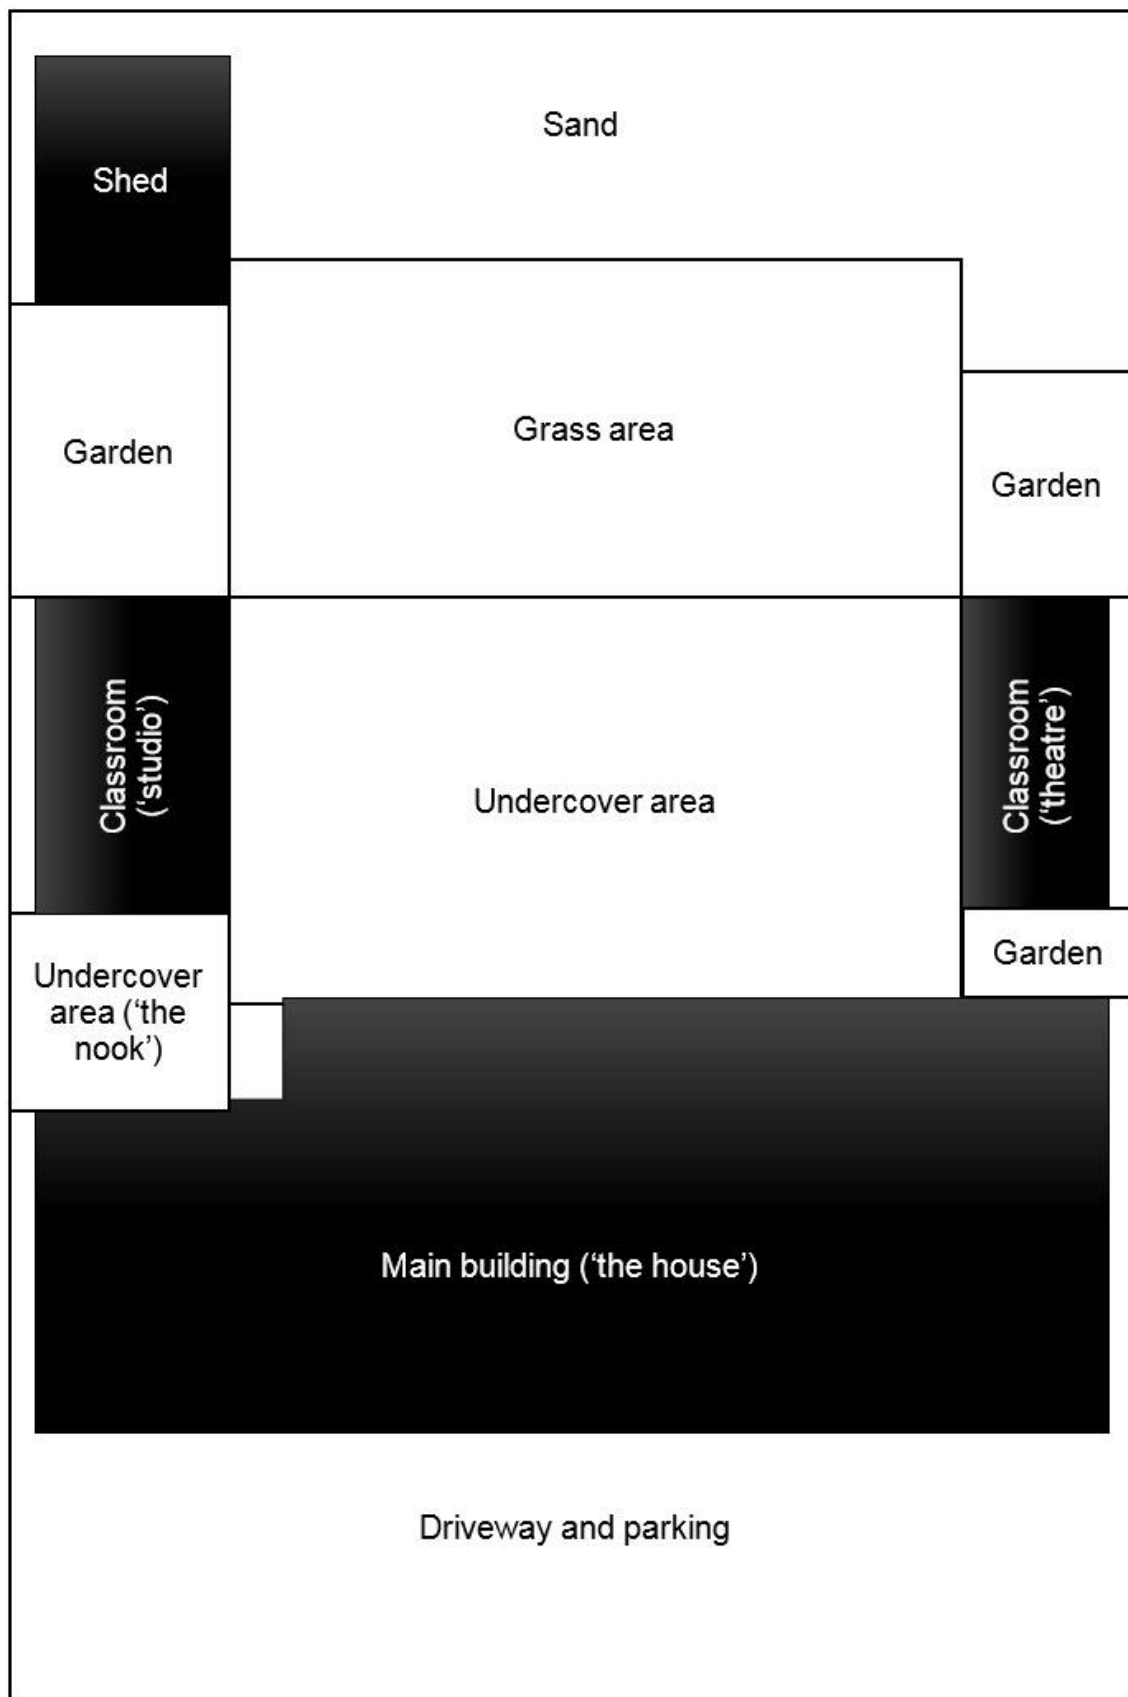 Sand
Shed
Grass area
Garden
Garden
Classroom
(‘studio’)
Undercover area
Classroom
(‘theatre’)
Undercover
area (‘the
nook’)
Garden
Main building (‘the house’)
Driveway and parking